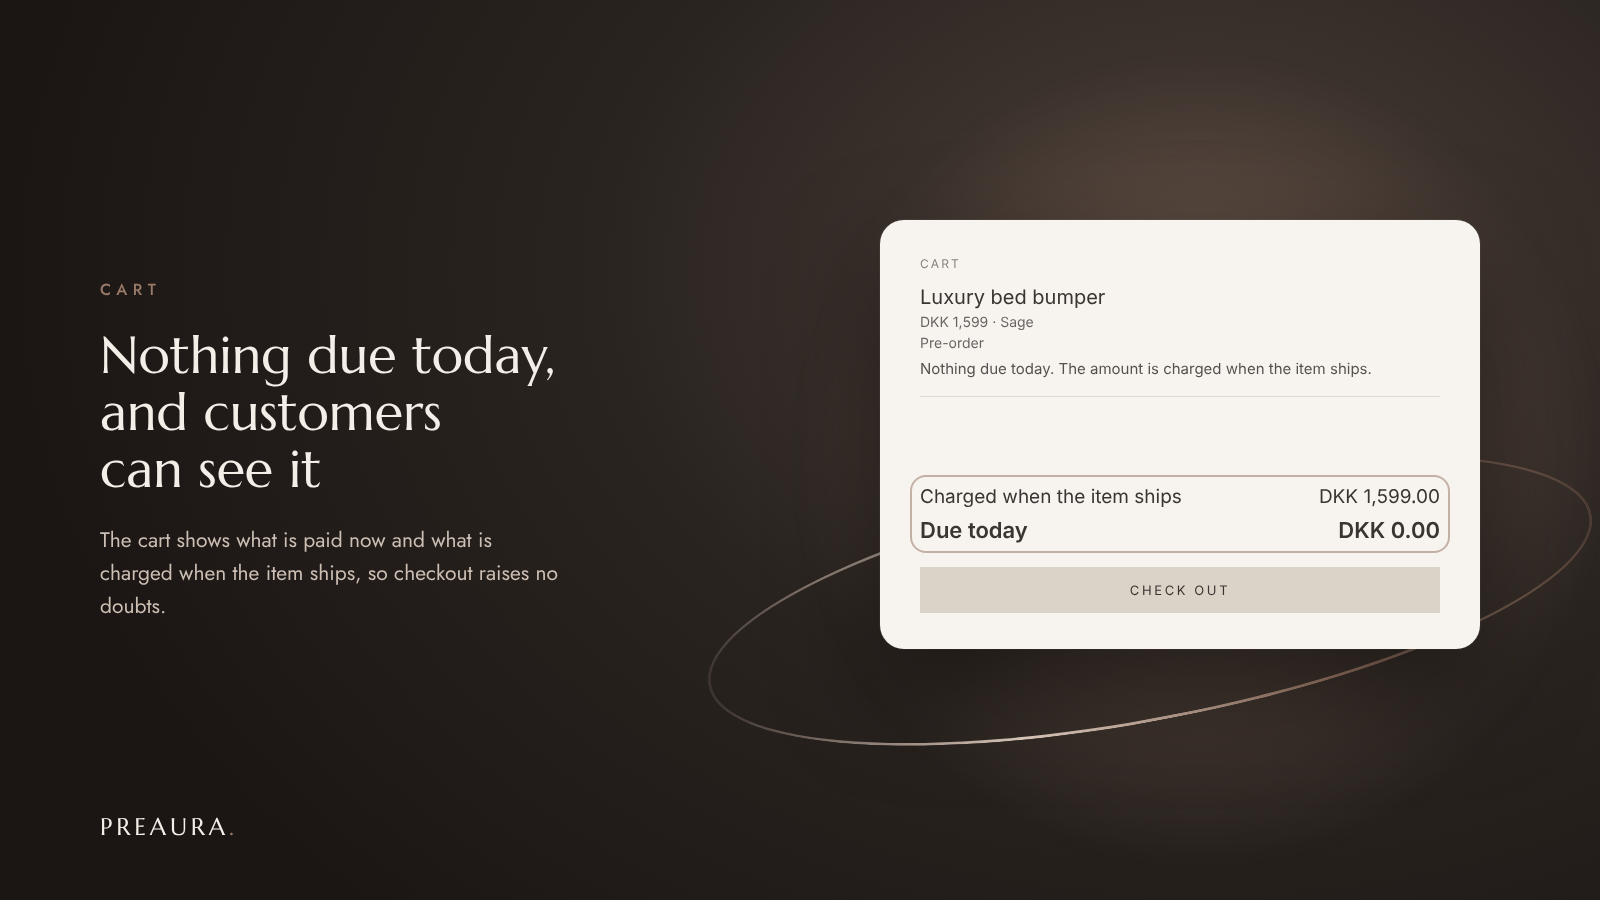 CART
Nothing due today,
and customers
can see it
The cart shows what is paid now and what is
charged when the item ships, so checkout raises no
doubts.
PREAURA.
CART
Luxury bed bumper
DKK 1,599 · Sage
Pre-order
Nothing due today. The amount is charged when the item ships.
Charged when the item ships DKK 1,599.00
Due today DKK 0.00
CHECK OUT